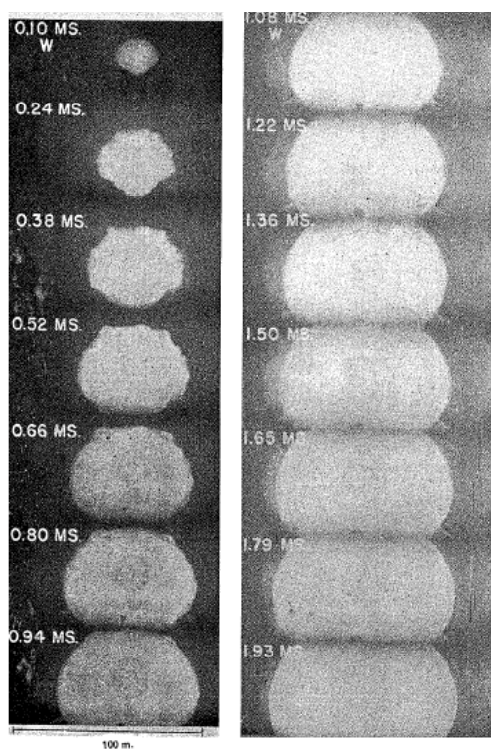 0.10 MS.
W
0.24 MS.
0.38 MS.
0.52 MS.
0.66 MS.
0.80 MS.
0.94 MS.
100 m.
1.08 MS.
W
1.22 MS.
1.36 MS.
1.50 MS.
1.65 MS.
1.79 MS.
1.93 MS.